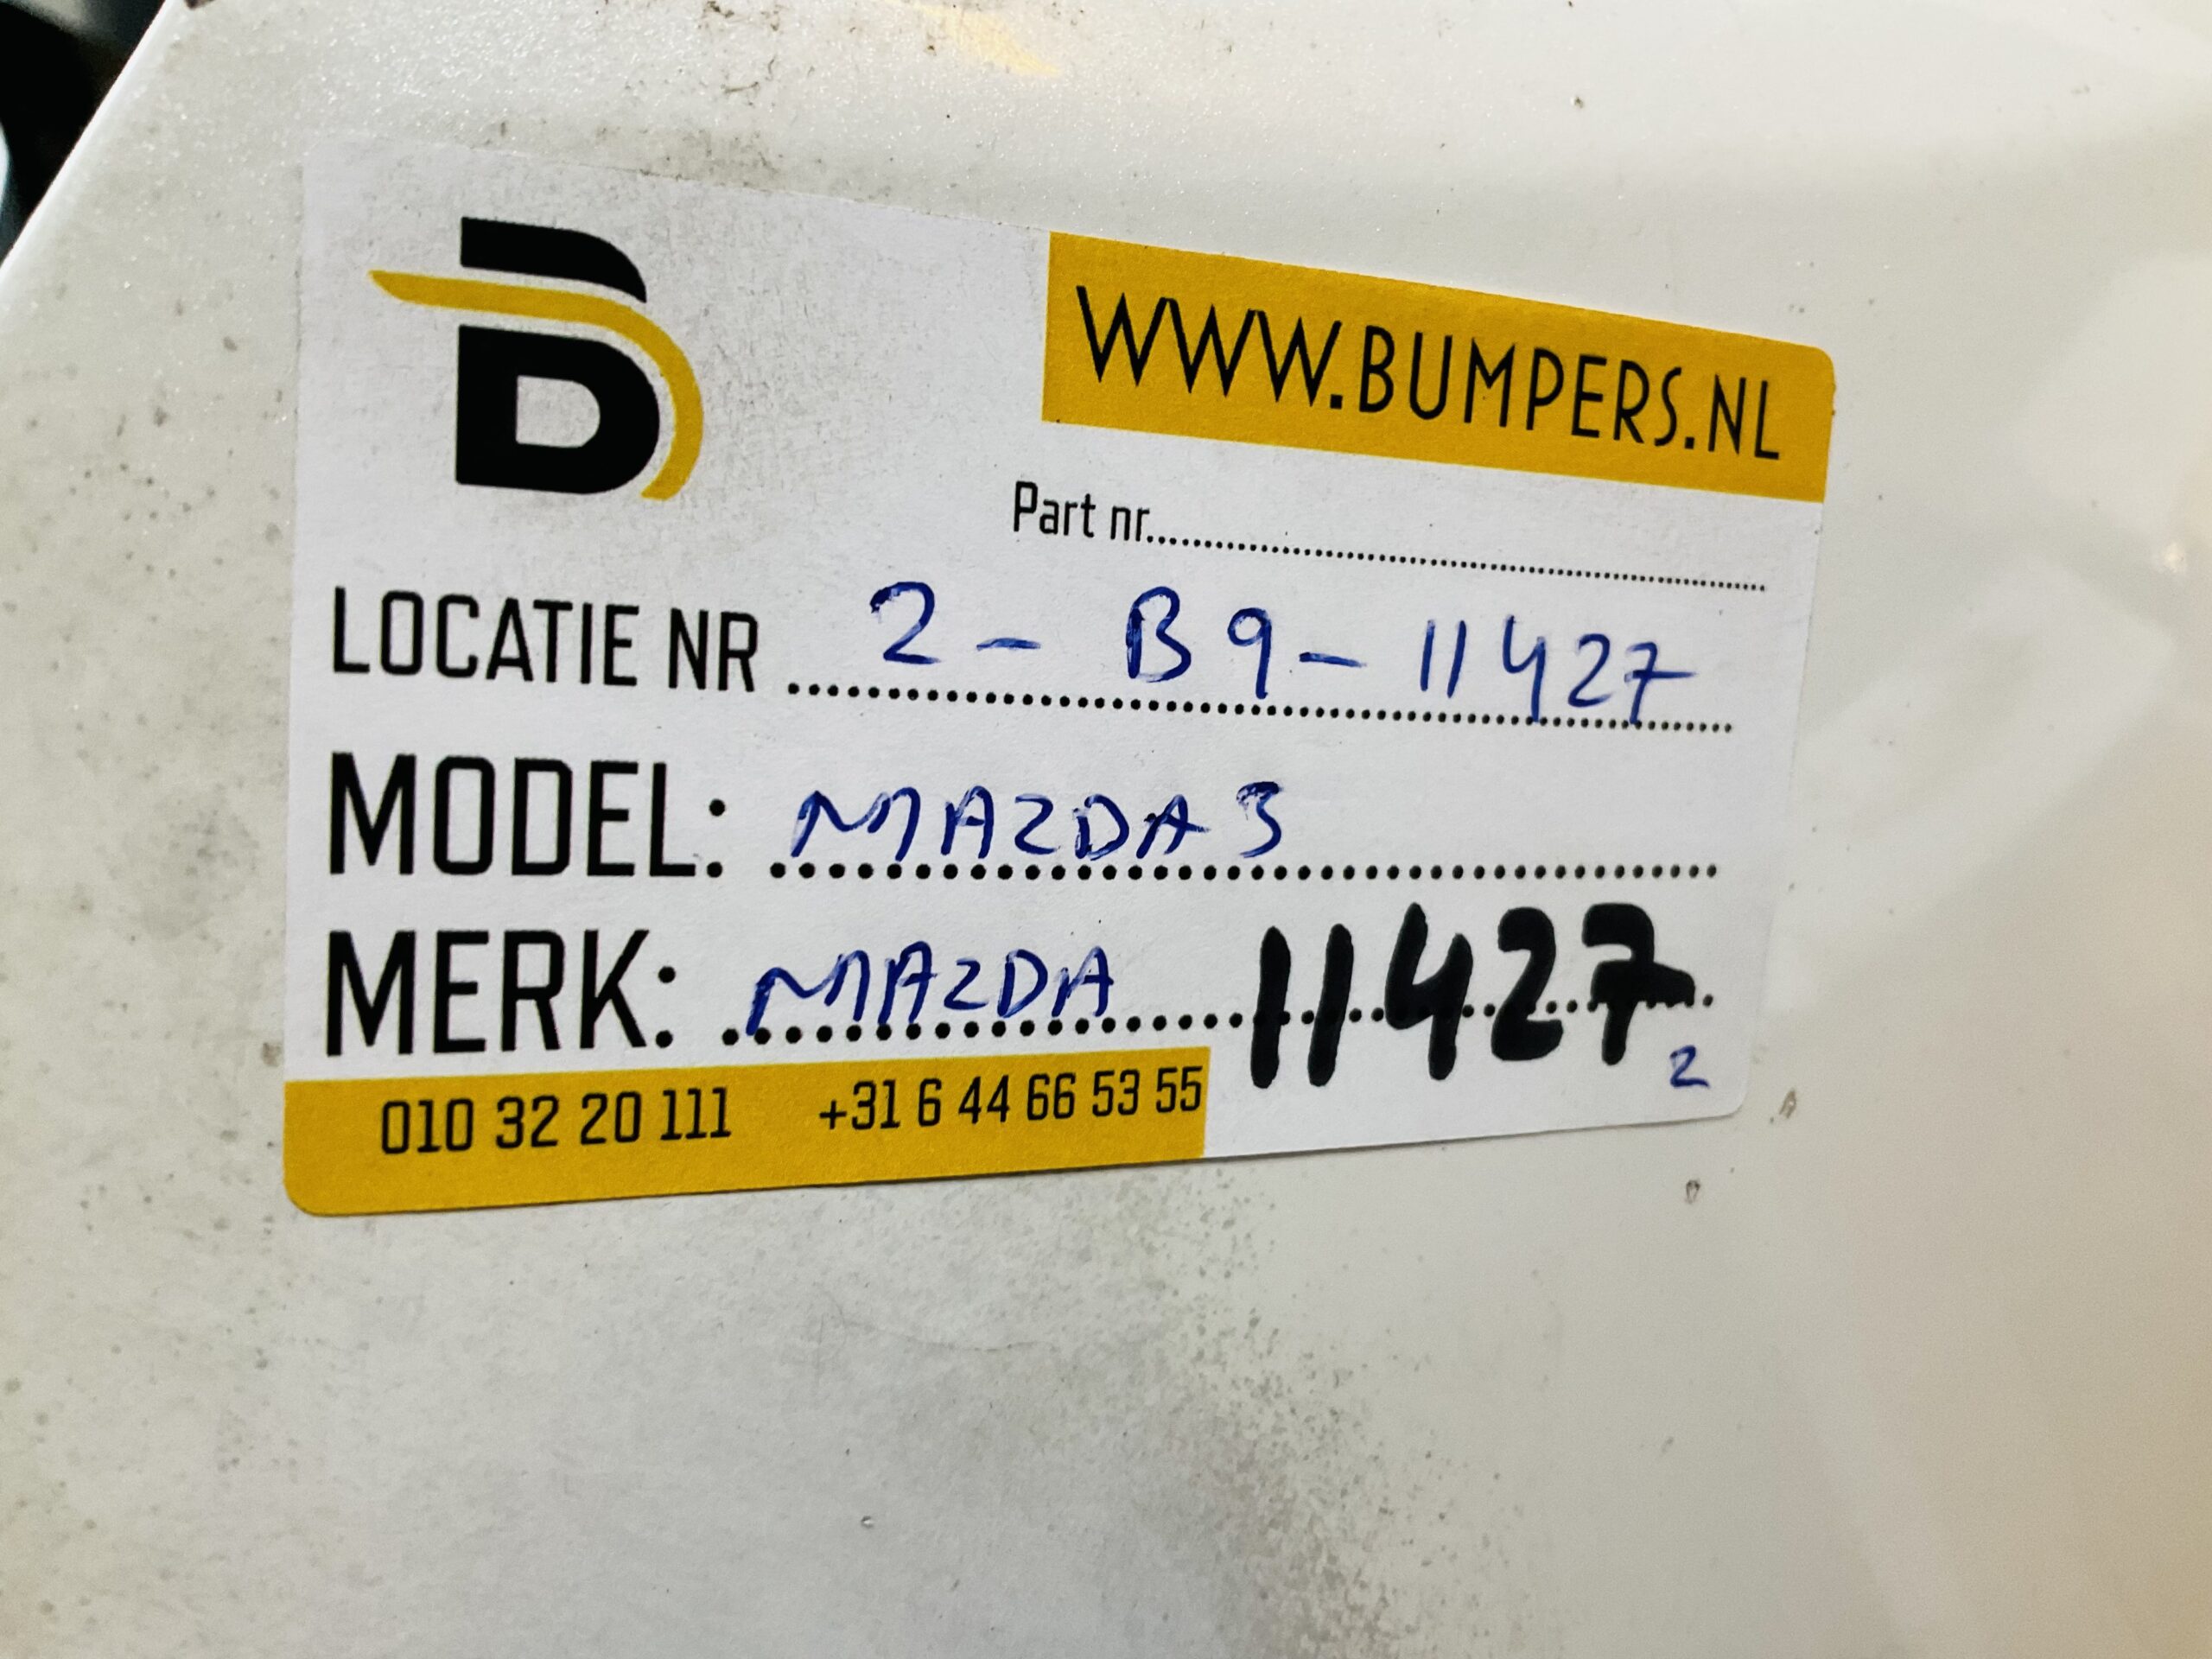 B
WWW.BUMPERS.NL
Part nr...............................................................
LOCATIE NR 2 - B9 - 11427
MODEL: MAZDA 3
MERK: MAZDA 11427
2
010 32 20 111 +31 6 44 66 53 55